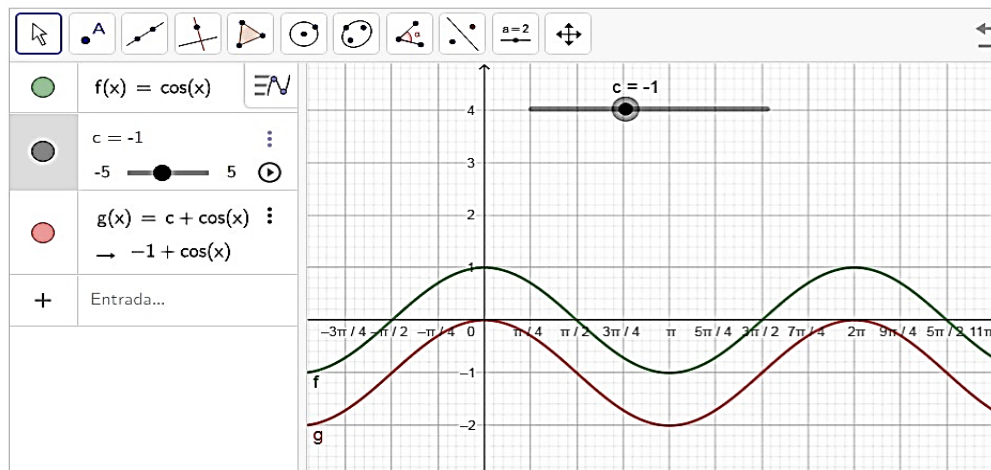 A
α
a=2
f(x) = cos(x)
c = -1
-5
5
g(x) = c + cos(x)
→ −1 + cos(x)
+
Entrada...
c = -1
4
3
2
1
−3π / 4
−π / 2
−π / 4
0
π / 4
π / 2
3π / 4
π
5π / 4
3π / 2
7π / 4
2π
9π / 4
5π / 2
11π
−1
f
−2
g